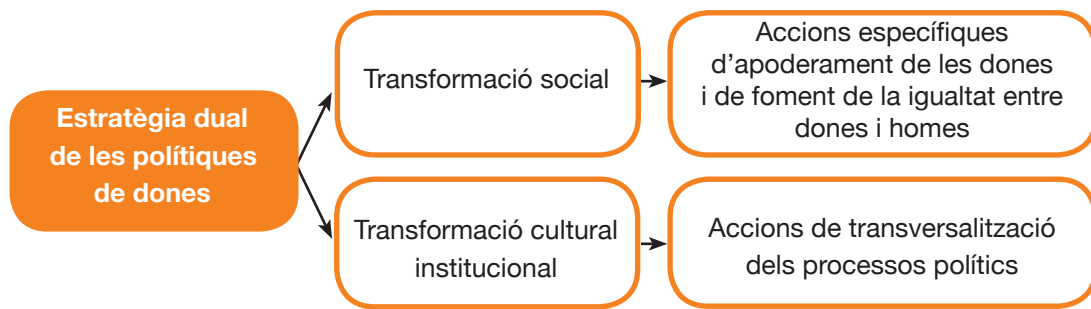 Estratègia dual
de les polítiques
de dones
Transformació social
Accions específiques
d’apoderament de les dones
i de foment de la igualtat entre
dones i homes
Transformació cultural
institucional
Accions de transversalització
dels processos polítics